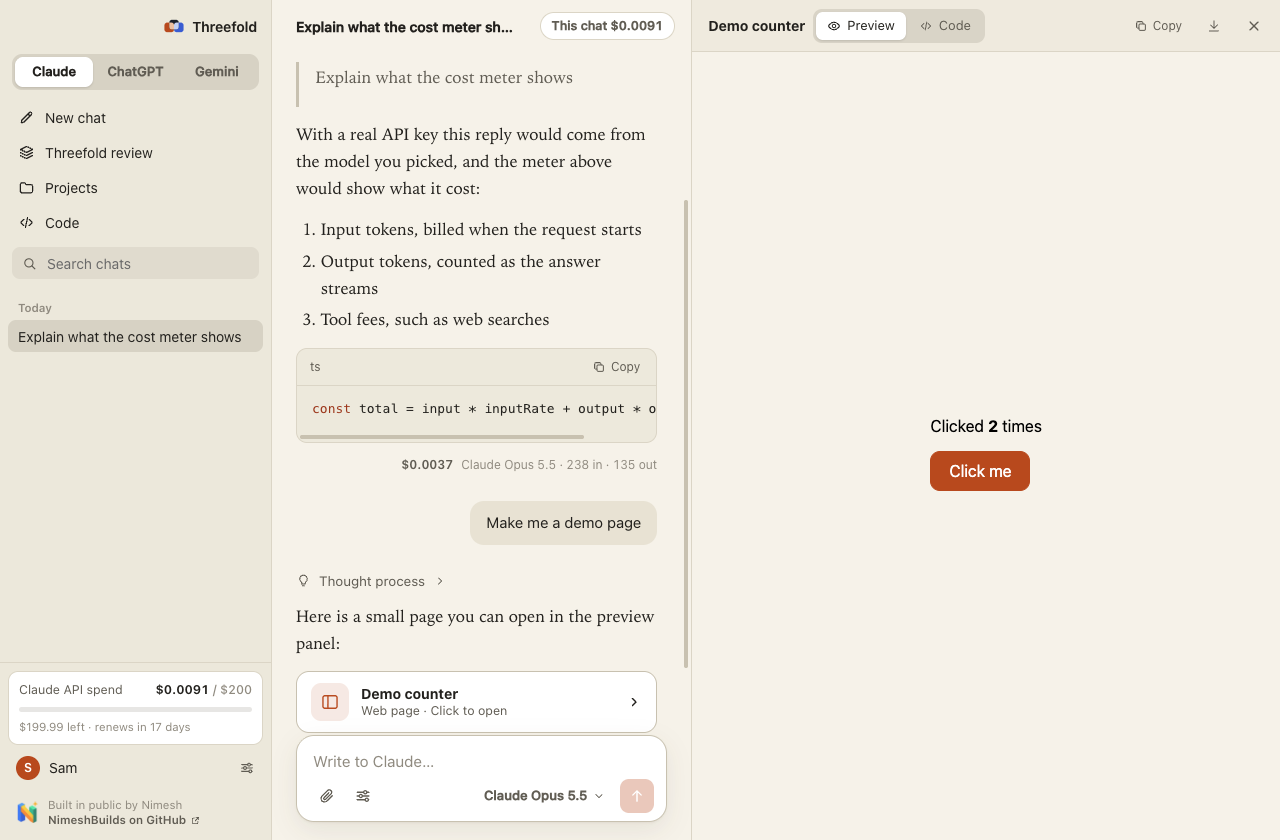 Threefold
Claude
ChatGPT
Gemini
New chat
Threefold review
Projects
Code
Search chats
Today
Explain what the cost meter shows
Claude API spend
$0.0091 / $200
$199.99 left · renews in 17 days
S
Sam
Built in public by Nimesh
NimeshBuilds on GitHub
Explain what the cost meter sh...
This chat $0.0091
Explain what the cost meter shows
With a real API key this reply would come from
the model you picked, and the meter above
would show what it cost:
1. Input tokens, billed when the request starts
2. Output tokens, counted as the answer
streams
3. Tool fees, such as web searches
ts
Copy
const total = input * inputRate + output * o
$0.0037 Claude Opus 5.5 · 238 in · 135 out
Make me a demo page
Thought process
Here is a small page you can open in the preview
panel:
Demo counter
Web page · Click to open
Write to Claude...
Claude Opus 5.5
Demo counter
Preview
Code
Copy
Clicked 2 times
Click me